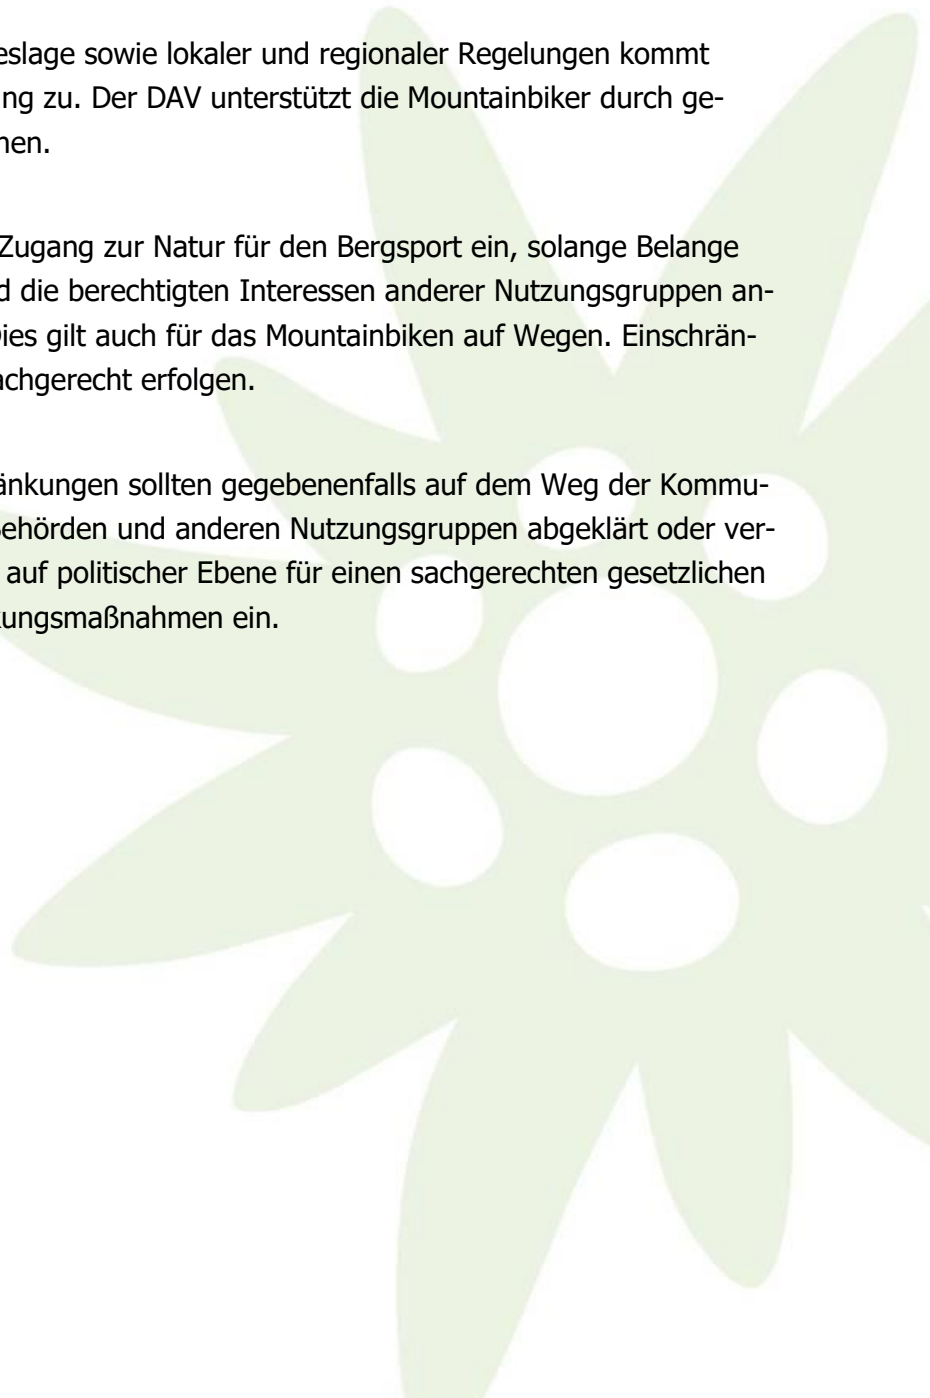 eslage sowie lokaler und regionaler Regelungen kommt
ng zu. Der DAV unterstützt die Mountainbiker durch ge-
nen.
Zugang zur Natur für den Bergsport ein, solange Belange
d die berechtigten Interessen anderer Nutzungsgruppen an-
Dies gilt auch für das Mountainbiken auf Wegen. Einschrän-
achgerecht erfolgen.
änkungen sollten gegebenenfalls auf dem Weg der Kommu-
Behörden und anderen Nutzungsgruppen abgeklärt oder ver-
auf politischer Ebene für einen sachgerechten gesetzlichen
kungsmaßnahmen ein.